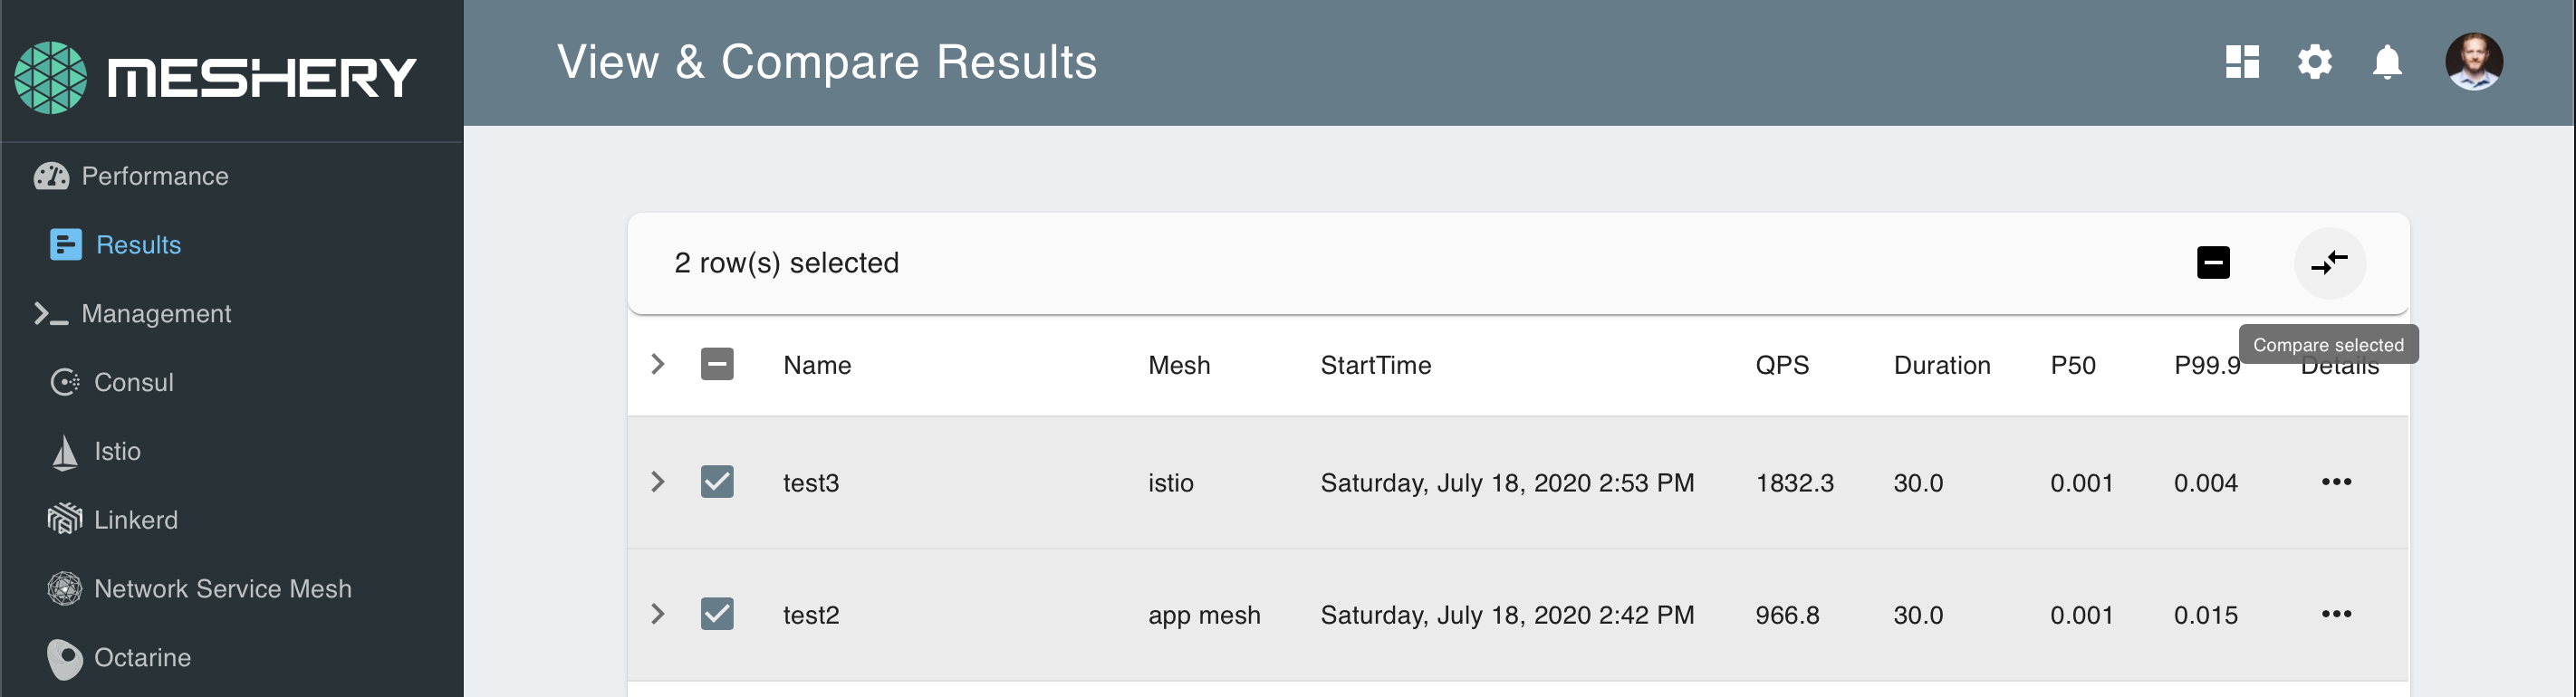 MESHERY
View & Compare Results
Performance
Results
Management
Consul
Istio
Linkerd
Network Service Mesh
Octarine
2 row(s) selected
Compare selected
Name Mesh StartTime QPS Duration P50 P99.9 Details
test3 istio Saturday, July 18, 2020 2:53 PM 1832.3 30.0 0.001 0.004
test2 app mesh Saturday, July 18, 2020 2:42 PM 966.8 30.0 0.001 0.015